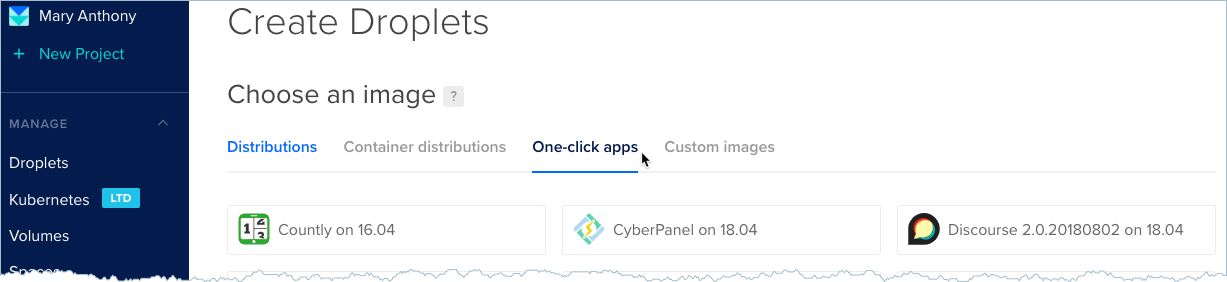 Mary Anthony
+ New Project
MANAGE
Droplets
Kubernetes LTD
Volumes
Spaces
Create Droplets
Choose an image ?
Distributions Container distributions One-click apps Custom images
Countly on 16.04 CyberPanel on 18.04 Discourse 2.0.20180802 on 18.04